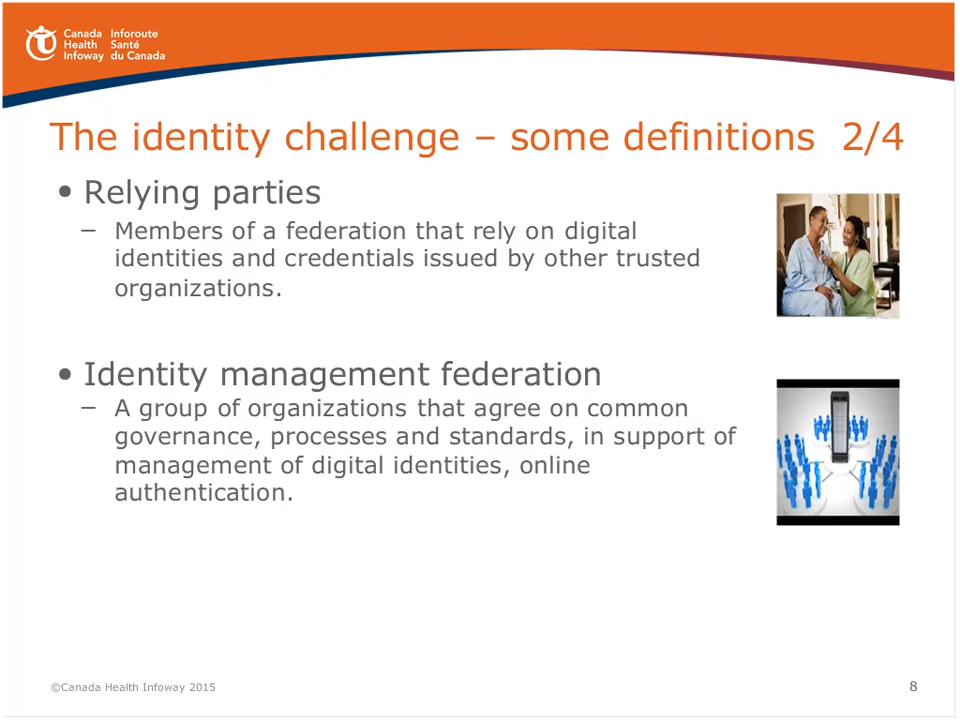 Canada Inforoute
Health Santé
Infoway du Canada
The identity challenge – some definitions 2/4
• Relying parties
– Members of a federation that rely on digital
identities and credentials issued by other trusted
organizations.
• Identity management federation
– A group of organizations that agree on common
governance, processes and standards, in support of
management of digital identities, online
authentication.
©Canada Health Infoway 2015
8